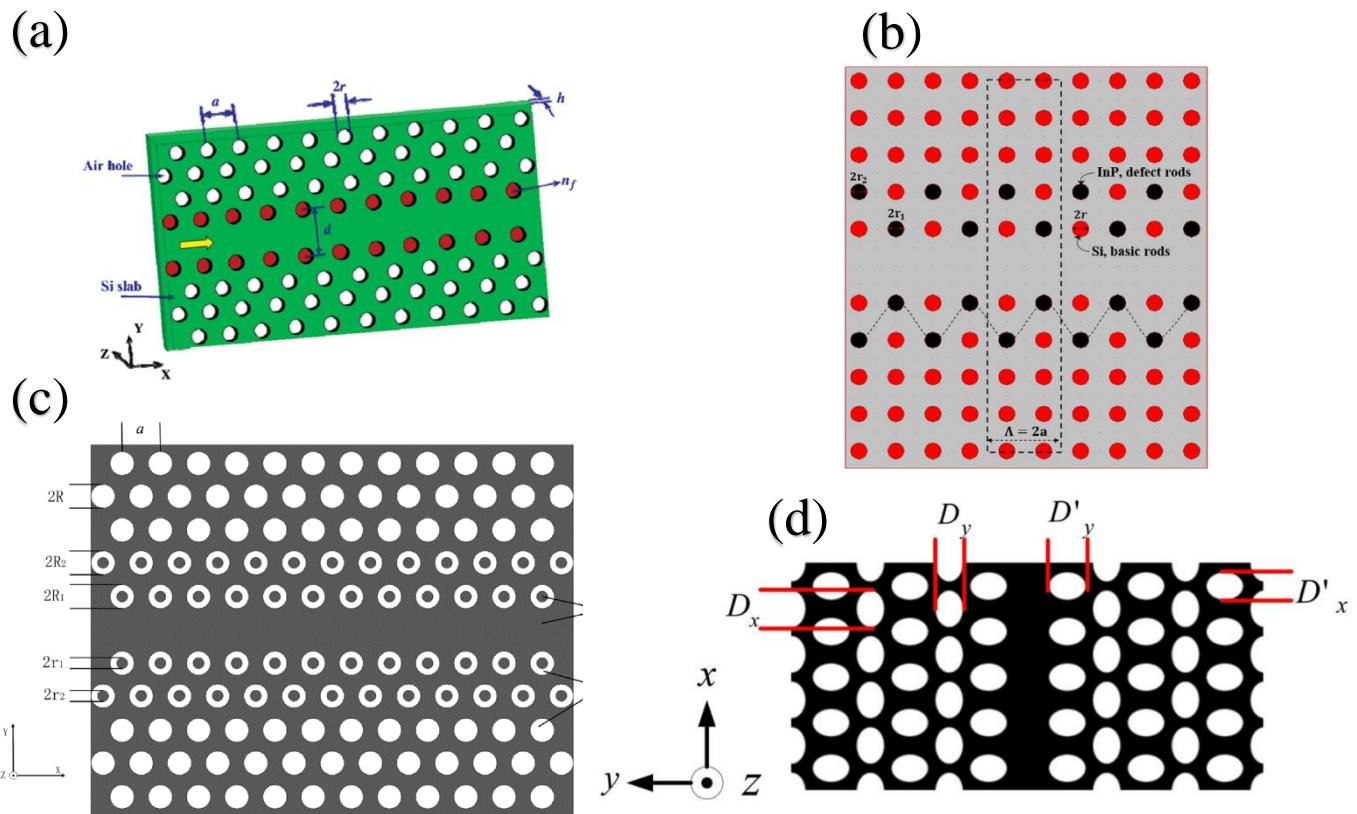 (a)
2r
a
h
Air hole
n_f
d
Si slab
Y
Z
X
(b)
2r₂
InP, defect rods
2r₁
2r
Si, basic rods
Λ = 2a
(c)
a
2R
2R₂
2R₁
2r₁
2r₂
Y
Z
X
(d)
D_y
D'_y
D_x
D'_x
x
y
z